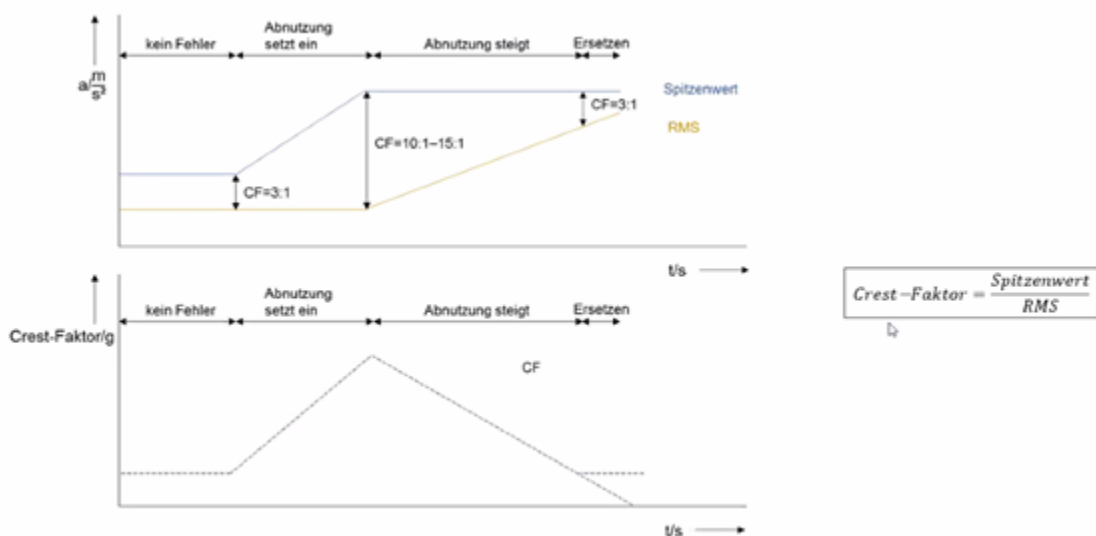 Abnutzung
kein Fehler setzt ein Abnutzung steigt Ersetzen
a/m/s²
Spitzenwert
CF=3:1
RMS
CF=10:1–15:1
CF=3:1
t/s
Abnutzung
kein Fehler setzt ein Abnutzung steigt Ersetzen
Crest-Faktor/g
CF
t/s
Crest-Faktor = Spitzenwert / RMS